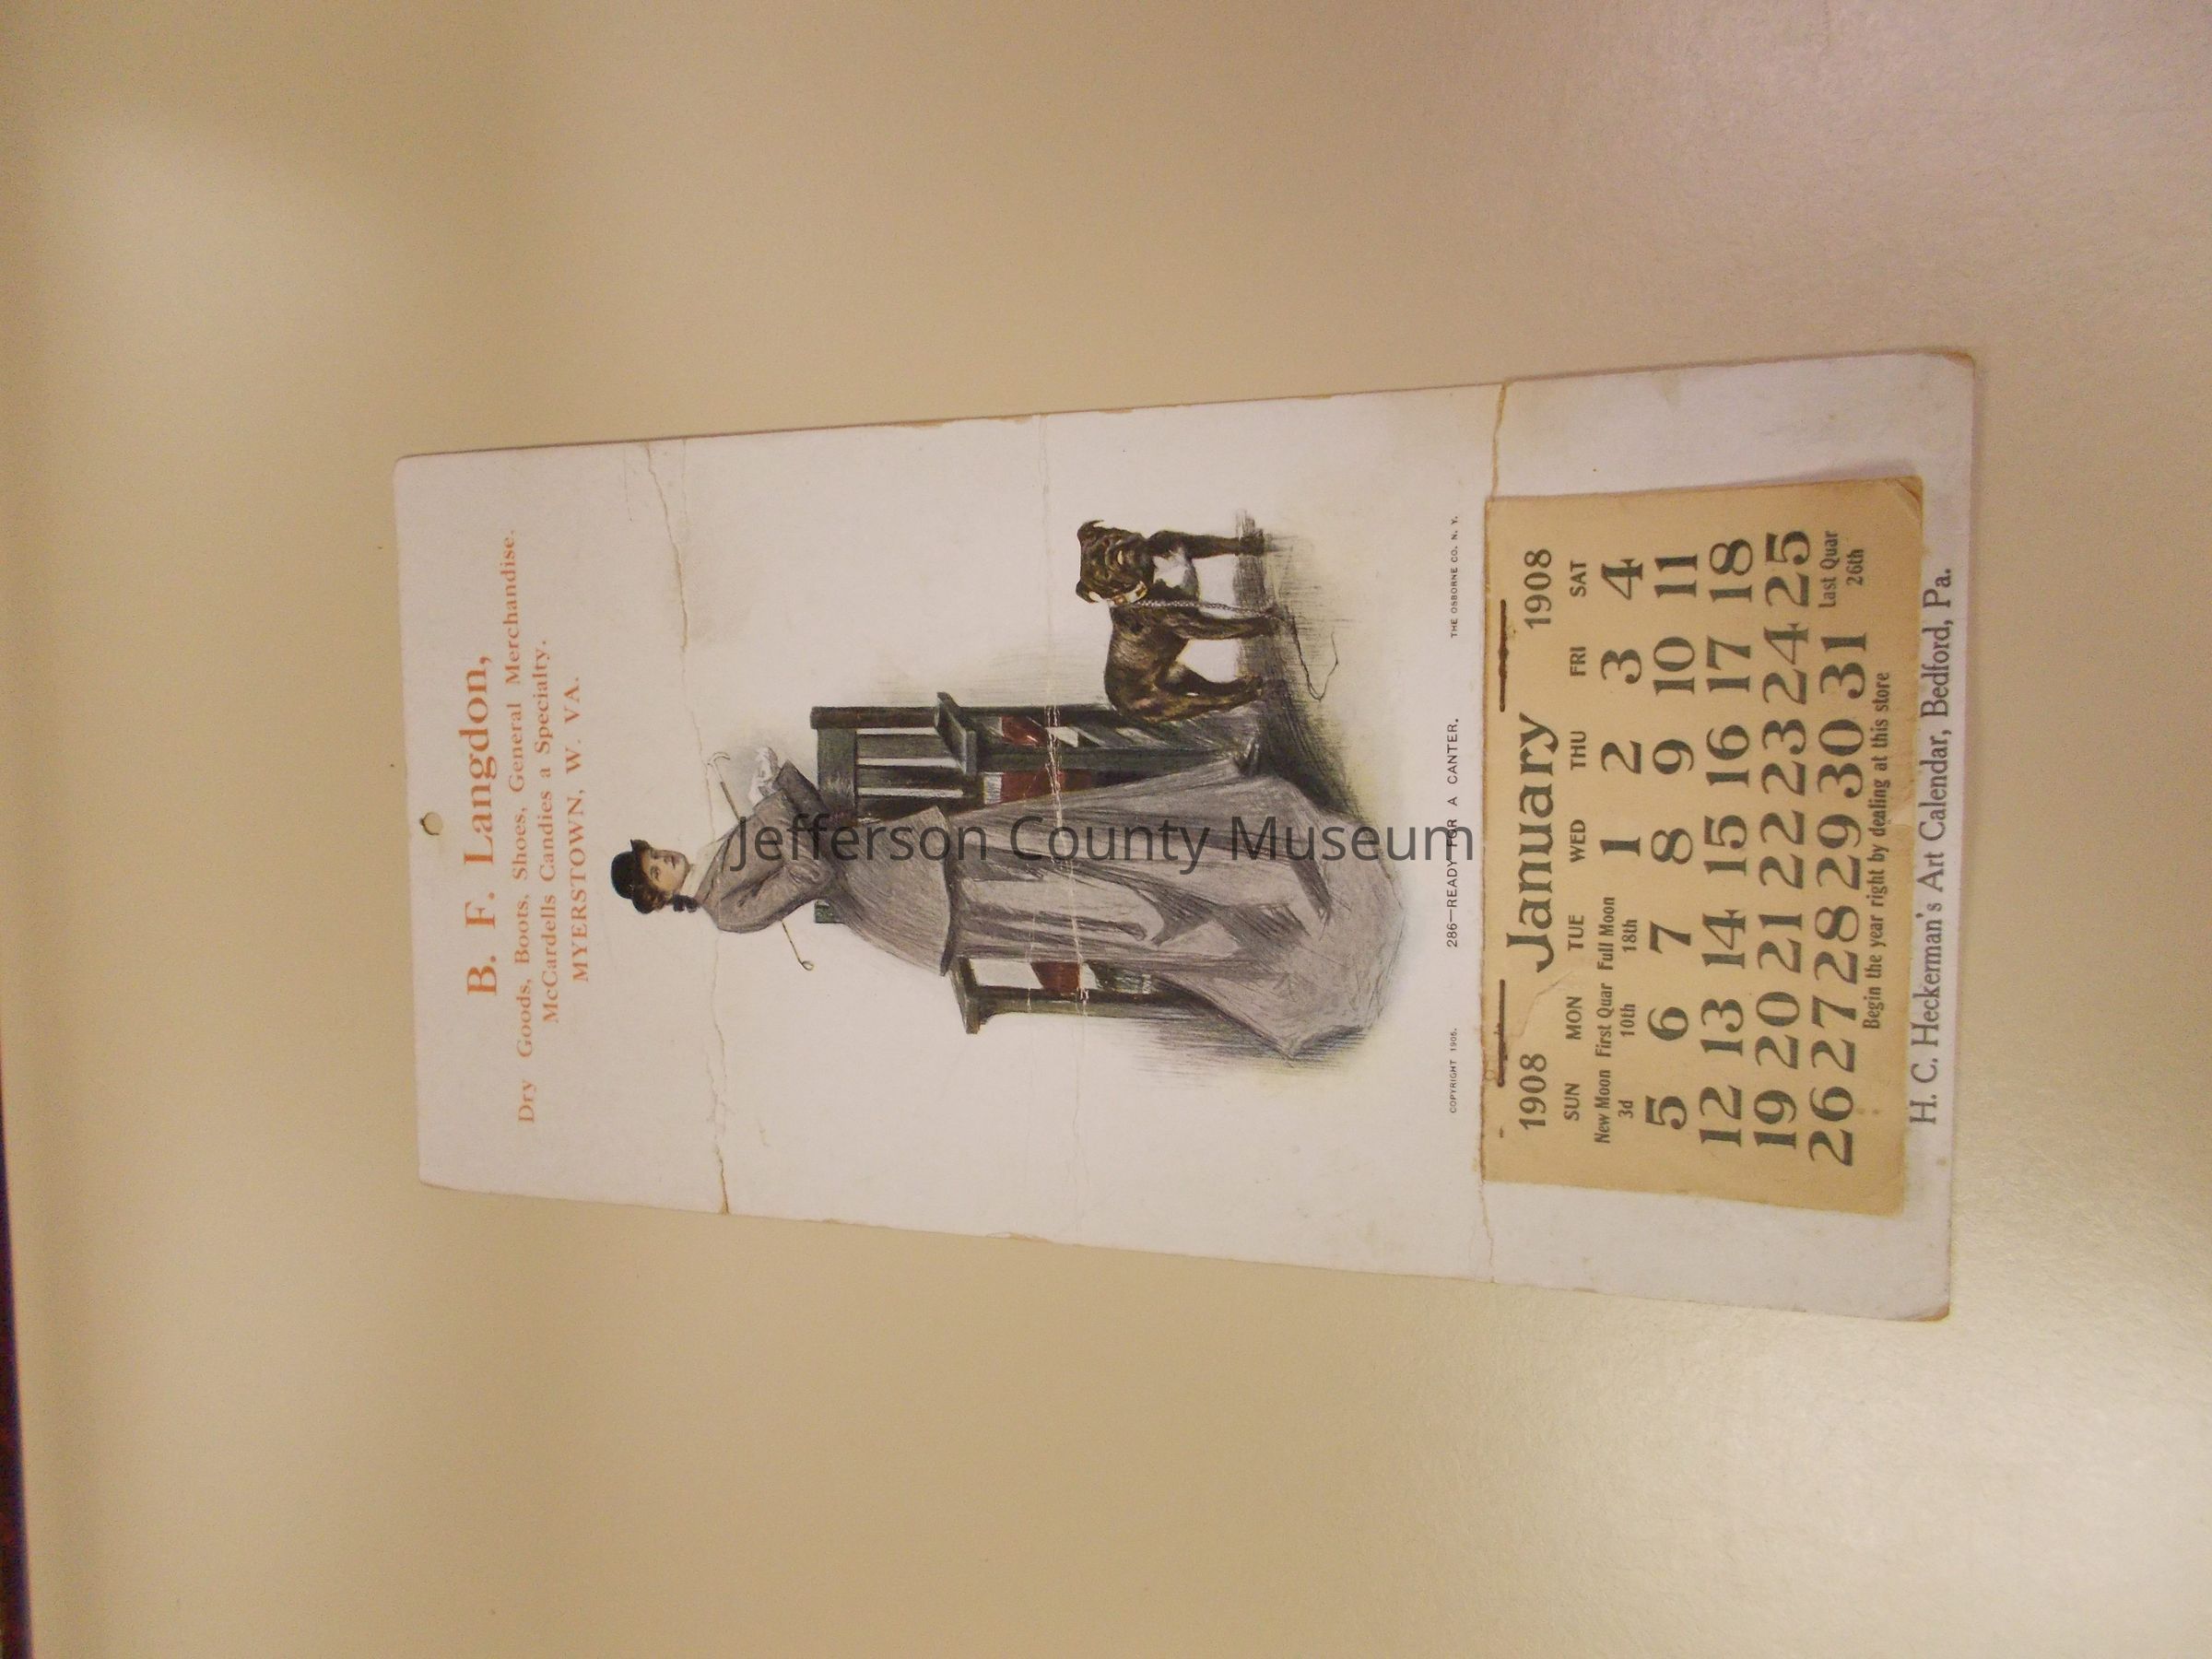 B. F. Langdon,
Dry Goods, Boots, Shoes, General Merchandise.
McCardells Candies a Specialty.
MYERSTOWN, W. VA.
Jefferson County Museum
COPYRIGHT 1905.
286—READY FOR A CANTER.
THE OSBORNE CO. N. Y.
1908 January 1908
SUN MON TUE WED THU FRI SAT
New Moon 3d First Quar 10th Full Moon 18th 1 2 3 4
5 6 7 8 9 10 11
12 13 14 15 16 17 18
19 20 21 22 23 24 25
26 27 28 29 30 31 Last Quar 26th
Begin the year right by dealing at this store
H. C. Heckerman's Art Calendar, Bedford, Pa.